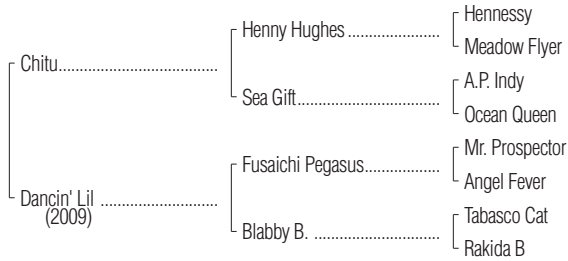 Hennessy
Henny Hughes ....................
Meadow Flyer
Chitu...................................
A.P. Indy
Sea Gift...............................
Ocean Queen
Mr. Prospector
Fusaichi Pegasus................
Angel Fever
Dancin' Lil .........................
(2009)
Tabasco Cat
Blabby B. ...........................
Rakida B